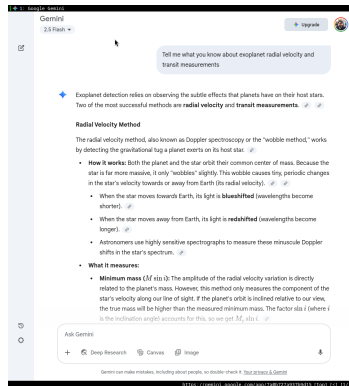 1: Google Gemini
Gemini
2.5 Flash
Upgrade
Tell me what you know about exoplanet radial velocity and
transit measurements
Exoplanet detection relies on observing the subtle effects that planets have on their host stars.
Two of the most successful methods are radial velocity and transit measurements.
Radial Velocity Method
The radial velocity method, also known as Doppler spectroscopy or the "wobble method," works
by detecting the gravitational tug a planet exerts on its host star.
• How it works: Both the planet and the star orbit their common center of mass. Because the
star is far more massive, it only "wobbles" slightly. This wobble causes tiny, periodic changes
in the star's velocity towards or away from Earth (its radial velocity).
• When the star moves towards Earth, its light is blueshifted (wavelengths become
shorter).
• When the star moves away from Earth, its light is redshifted (wavelengths become
longer).
• Astronomers use highly sensitive spectrographs to measure these minuscule Doppler
shifts in the star's spectrum.
• What it measures:
• Minimum mass (M sin i): The amplitude of the radial velocity variation is directly
related to the planet's mass. However, this method only measures the component of the
star's velocity along our line of sight. If the planet's orbit is inclined relative to our view,
the true mass will be higher than the measured minimum mass. The factor sin i (where i
is the inclination angle) accounts for this, so we get M sin i.
Ask Gemini
+ Deep Research Canvas Image
Gemini can make mistakes, including about people, so double-check it. Your privacy & Gemini